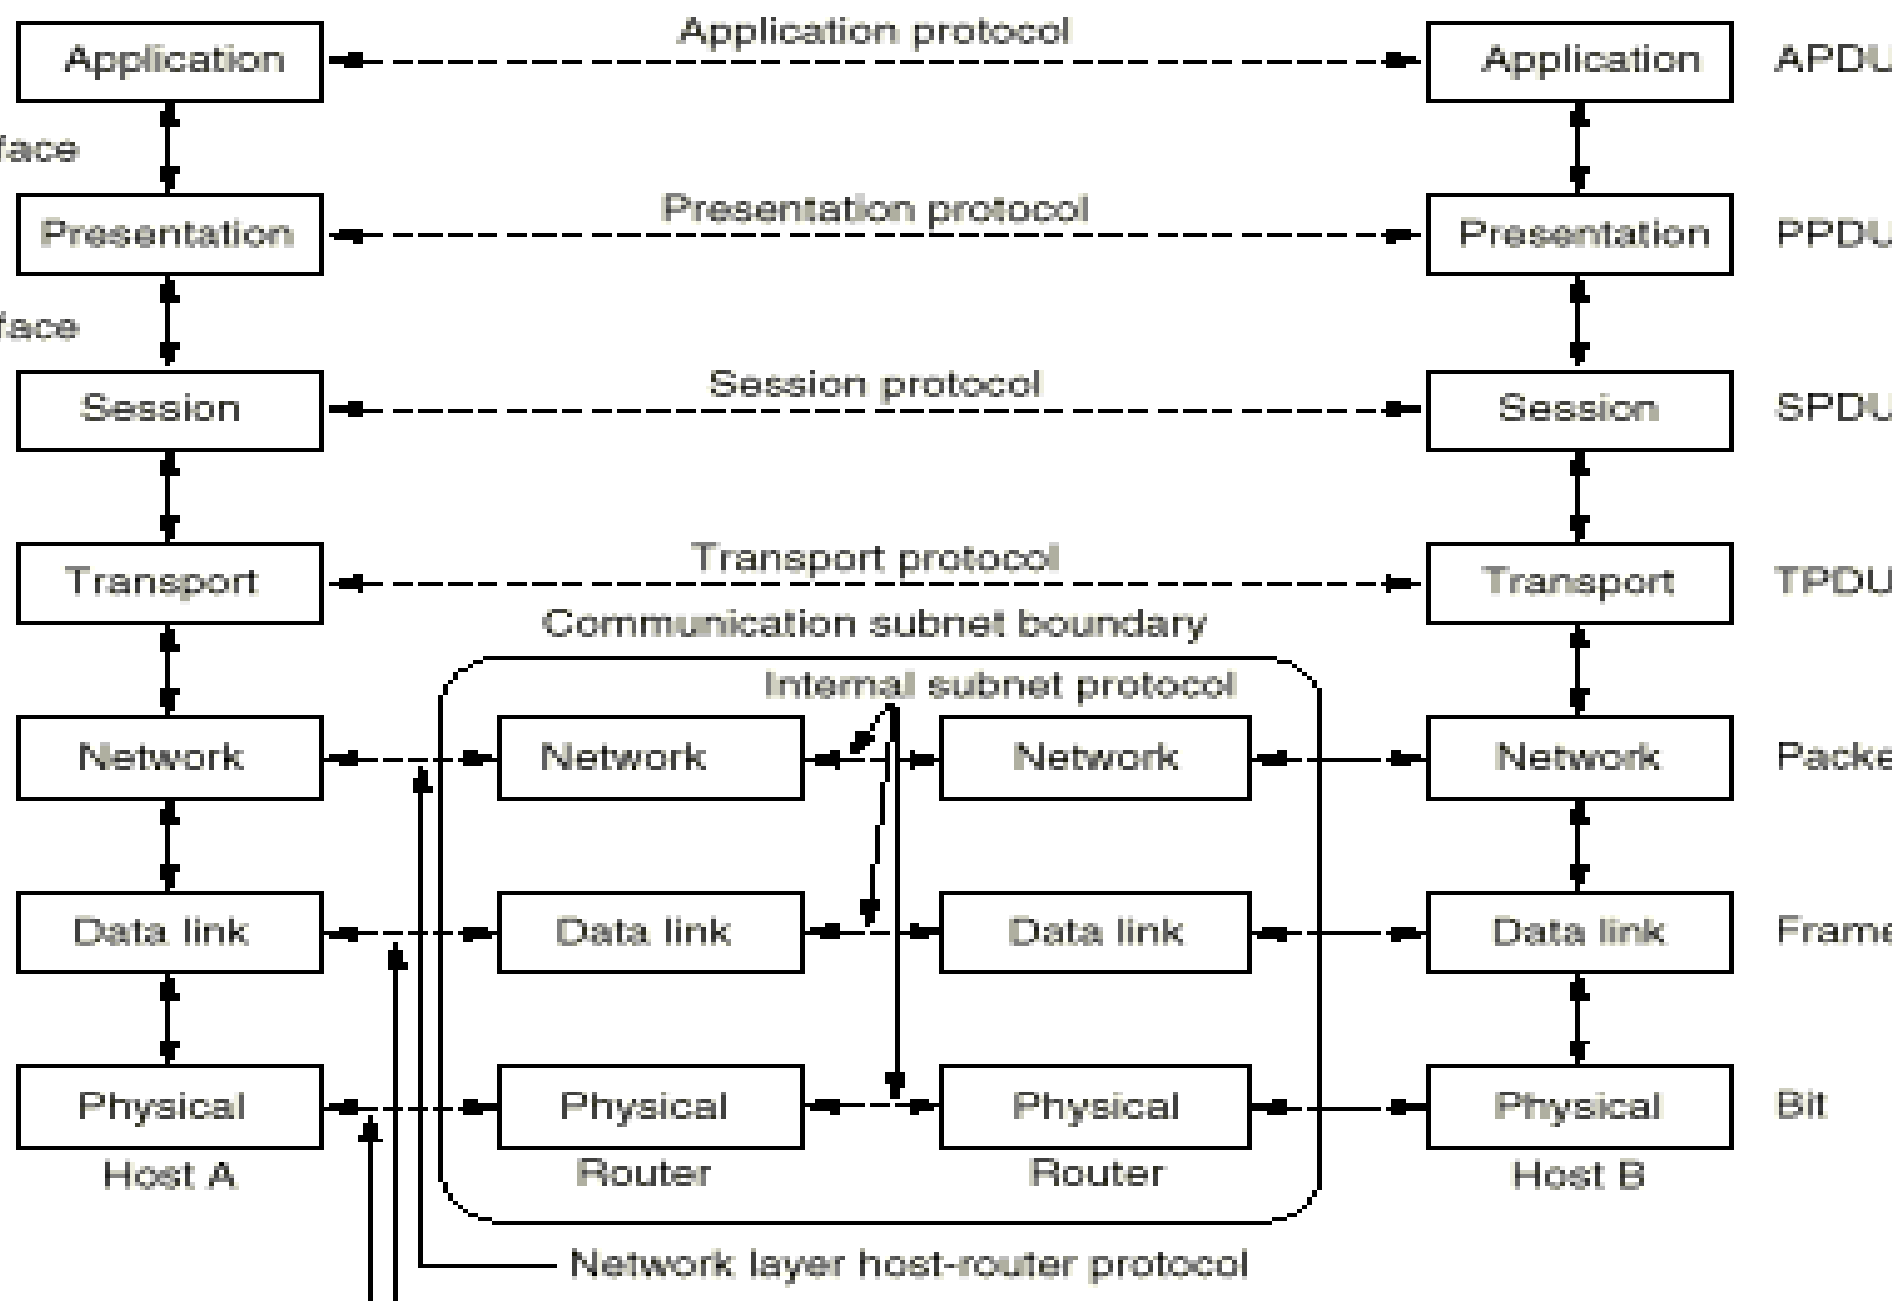 Application protocol
Application
Application
APDU
face
Presentation protocol
Presentation
Presentation
PPDU
face
Session protocol
Session
Session
SPDU
Transport protocol
Transport
Transport
TPDU
Communication subnet boundary
Internal subnet protocol
Network
Network
Network
Network
Packe
Data link
Data link
Data link
Data link
Frame
Physical
Physical
Physical
Physical
Bit
Host A
Router
Router
Host B
Network layer host-router protocol